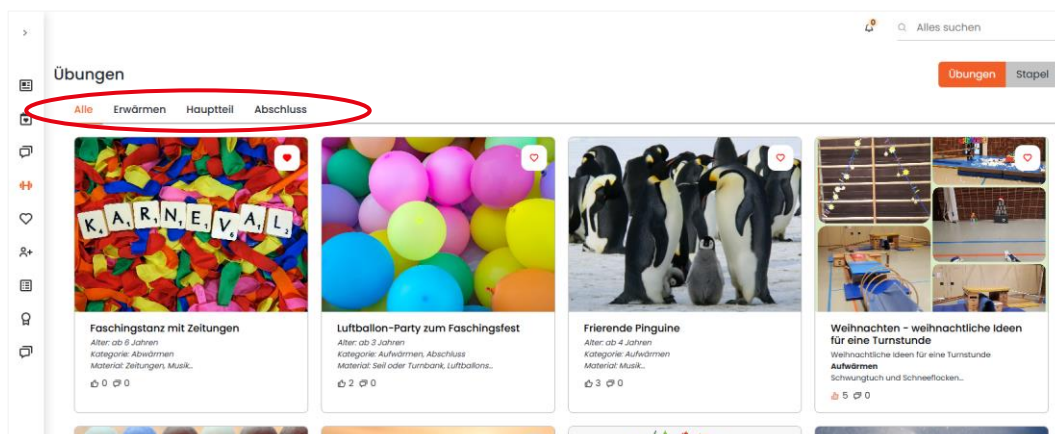 0
Alles suchen
Übungen
Übungen Stapel
Alle Erwärmen Hauptteil Abschluss
KARNEVAL
Faschingstanz mit Zeitungen
Alter: ab 6 Jahren
Kategorie: Abwärmen
Material: Zeitungen, Musik...
0 0
Luftballon-Party zum Faschingsfest
Alter: ab 3 Jahren
Kategorie: Aufwärmen, Abschluss
Material: Seil oder Turnbank, Luftballons...
2 0
Frierende Pinguine
Alter: ab 4 Jahren
Kategorie: Aufwärmen
Material: Musik...
3 0
Weihnachten - weihnachtliche Ideen
für eine Turnstunde
Weihnachtliche Ideen für eine Turnstunde
Aufwärmen
Schwungtuch und Schneeflocken...
5 0